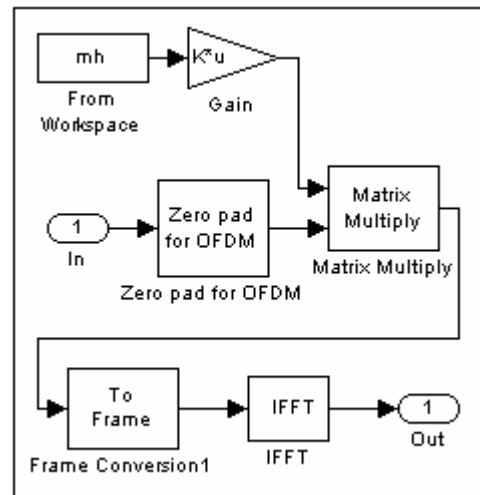 mh
From
Workspace
K*u
Gain
1
In
Zero pad
for OFDM
Zero pad for OFDM
Matrix
Multiply
Matrix Multiply
To
Frame
Frame Conversion1
IFFT
IFFT
1
Out